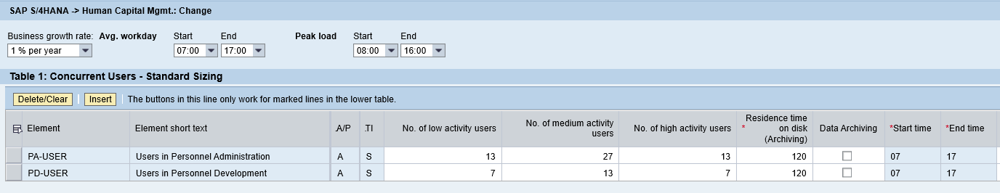 SAP S/4HANA -> Human Capital Mgmt.: Change
Business growth rate: Avg. workday Start End Peak load Start End
1 % per year 07:00 17:00 08:00 16:00
Table 1: Concurrent Users - Standard Sizing
Delete/Clear Insert The buttons in this line only work for marked lines in the lower table.
Element Element short text .A/P .TI No. of low activity users No. of medium activity users No. of high activity users * Residence time on disk (Archiving) Data Archiving *Start time *End time
PA-USER Users in Personnel Administration A S 13 27 13 120 07 17
PD-USER Users in Personnel Development A S 7 13 7 120 07 17